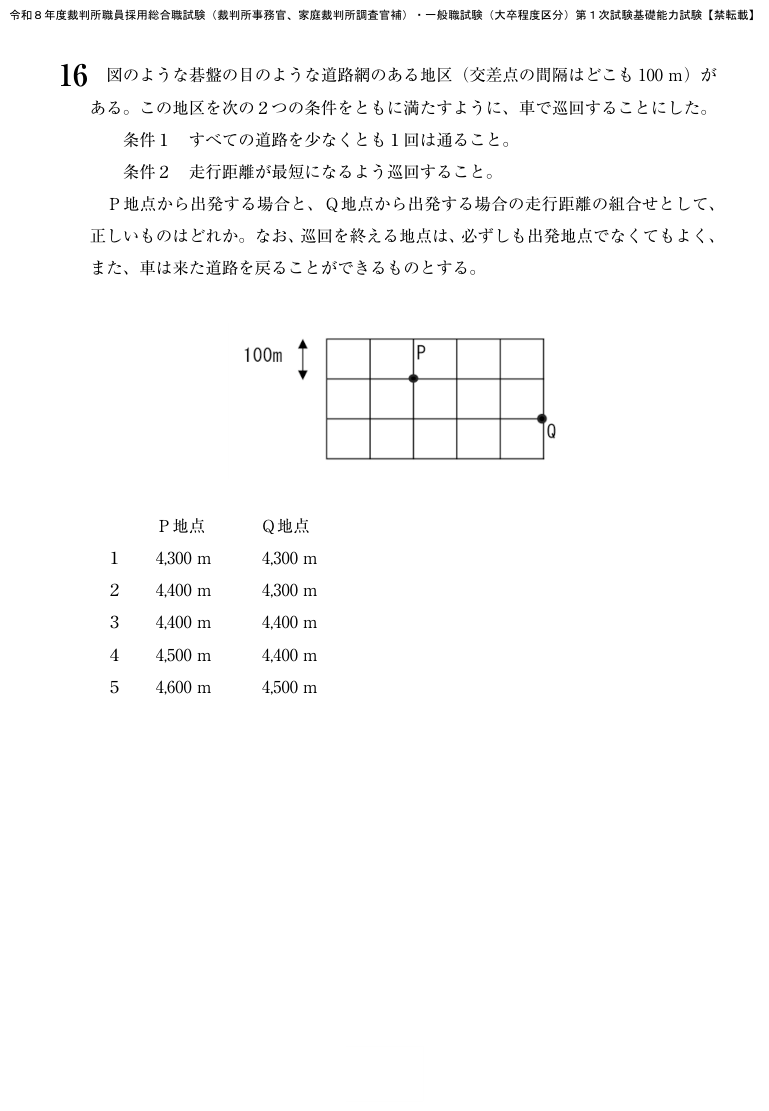 令和８年度裁判所職員採用総合職試験（裁判所事務官、家庭裁判所調査官補）・一般職試験（大卒程度区分）第１次試験基礎能力試験【禁転載】
16　図のような碁盤の目のような道路網のある地区（交差点の間隔はどこも 100 m）が
ある。この地区を次の２つの条件をともに満たすように、車で巡回することにした。
条件１　すべての道路を少なくとも１回は通ること。
条件２　走行距離が最短になるよう巡回すること。
Ｐ地点から出発する場合と、Ｑ地点から出発する場合の走行距離の組合せとして、
正しいものはどれか。なお、巡回を終える地点は、必ずしも出発地点でなくてもよく、
また、車は来た道路を戻ることができるものとする。
100m
P
Q
Ｐ地点　Ｑ地点
1　4,300 m　4,300 m
2　4,400 m　4,300 m
3　4,400 m　4,400 m
4　4,500 m　4,400 m
5　4,600 m　4,500 m